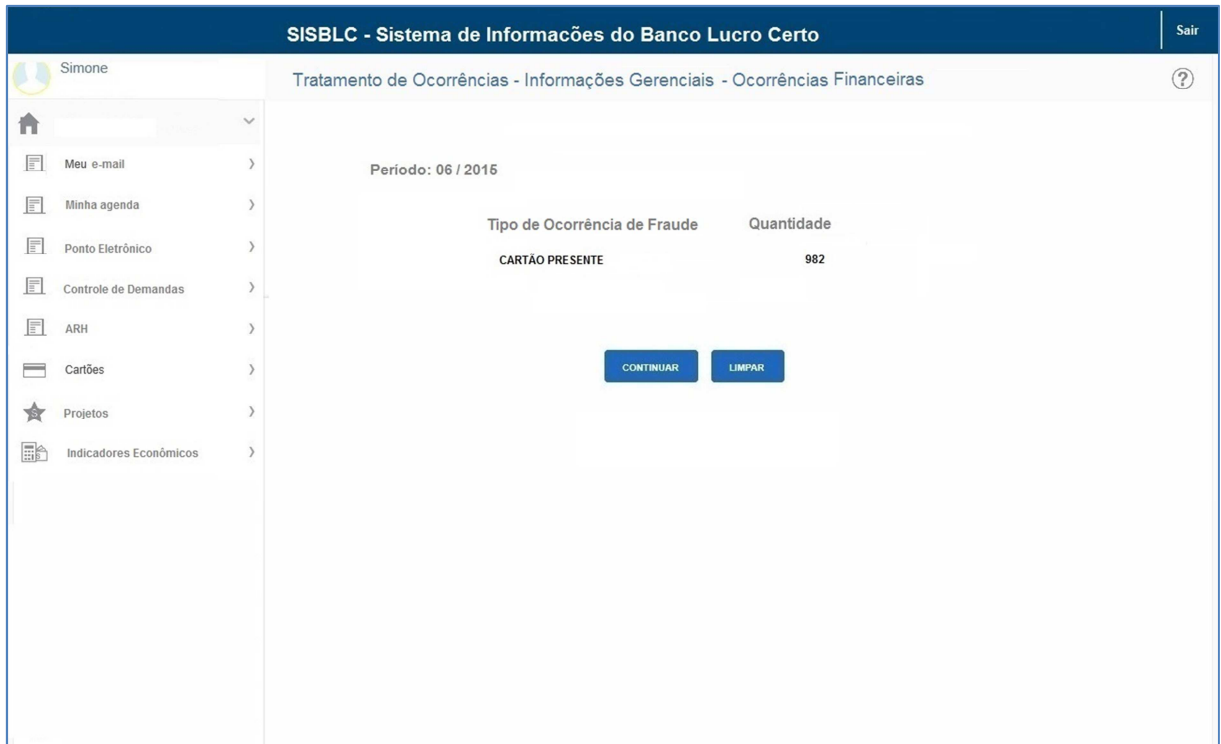 SISBLC - Sistema de Informacões do Banco Lucro Certo
Sair
Simone
Tratamento de Ocorrências - Informações Gerenciais - Ocorrências Financeiras
?
Meu e-mail
Minha agenda
Ponto Eletrônico
Controle de Demandas
ARH
Cartões
Projetos
Indicadores Econômicos
Período: 06 / 2015
Tipo de Ocorrência de Fraude Quantidade
CARTÃO PRESENTE 982
CONTINUAR LIMPAR